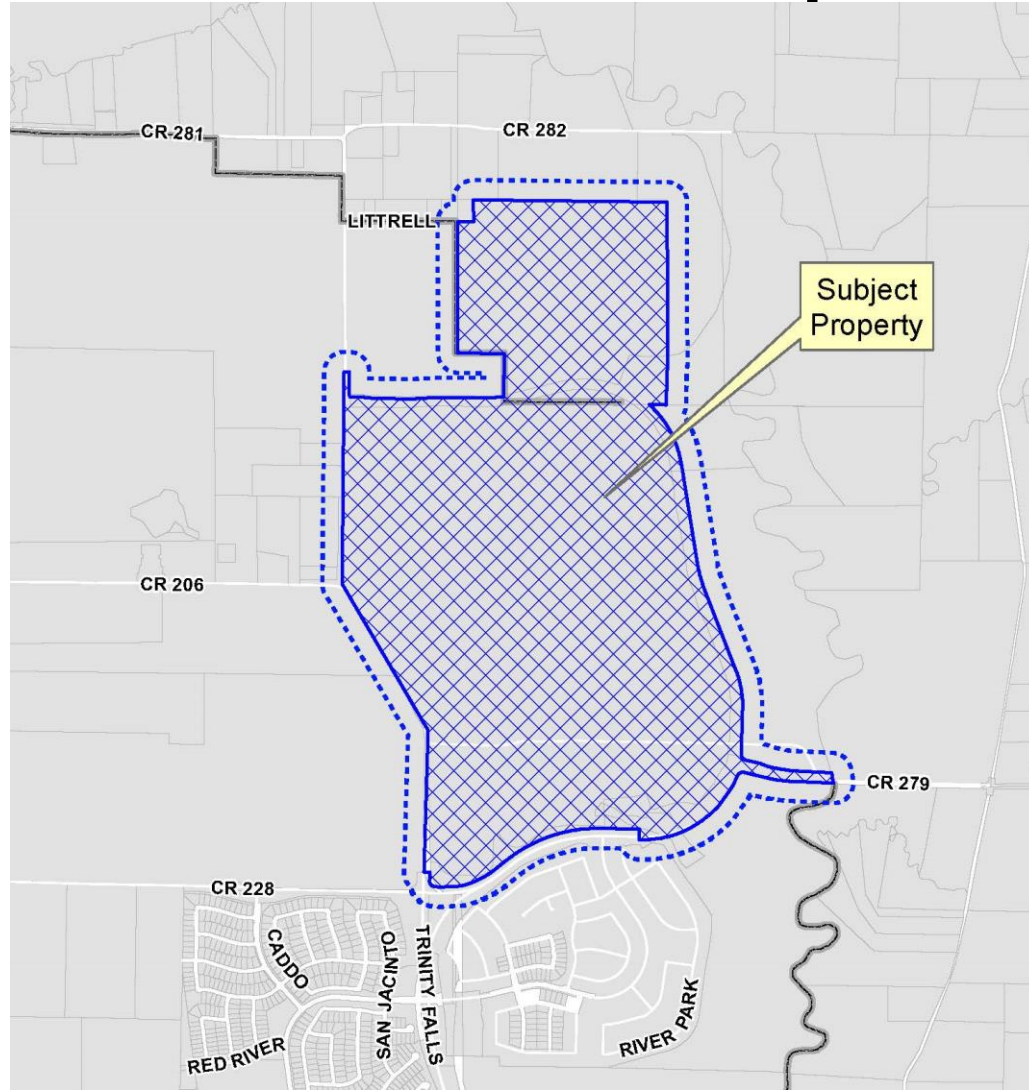 CR 281
CR 282
LITTRELL
Subject
Property
CR 206
CR 279
CR 228
CADDO
SAN JACINTO
TRINITY FALLS
RED RIVER
RIVER PARK